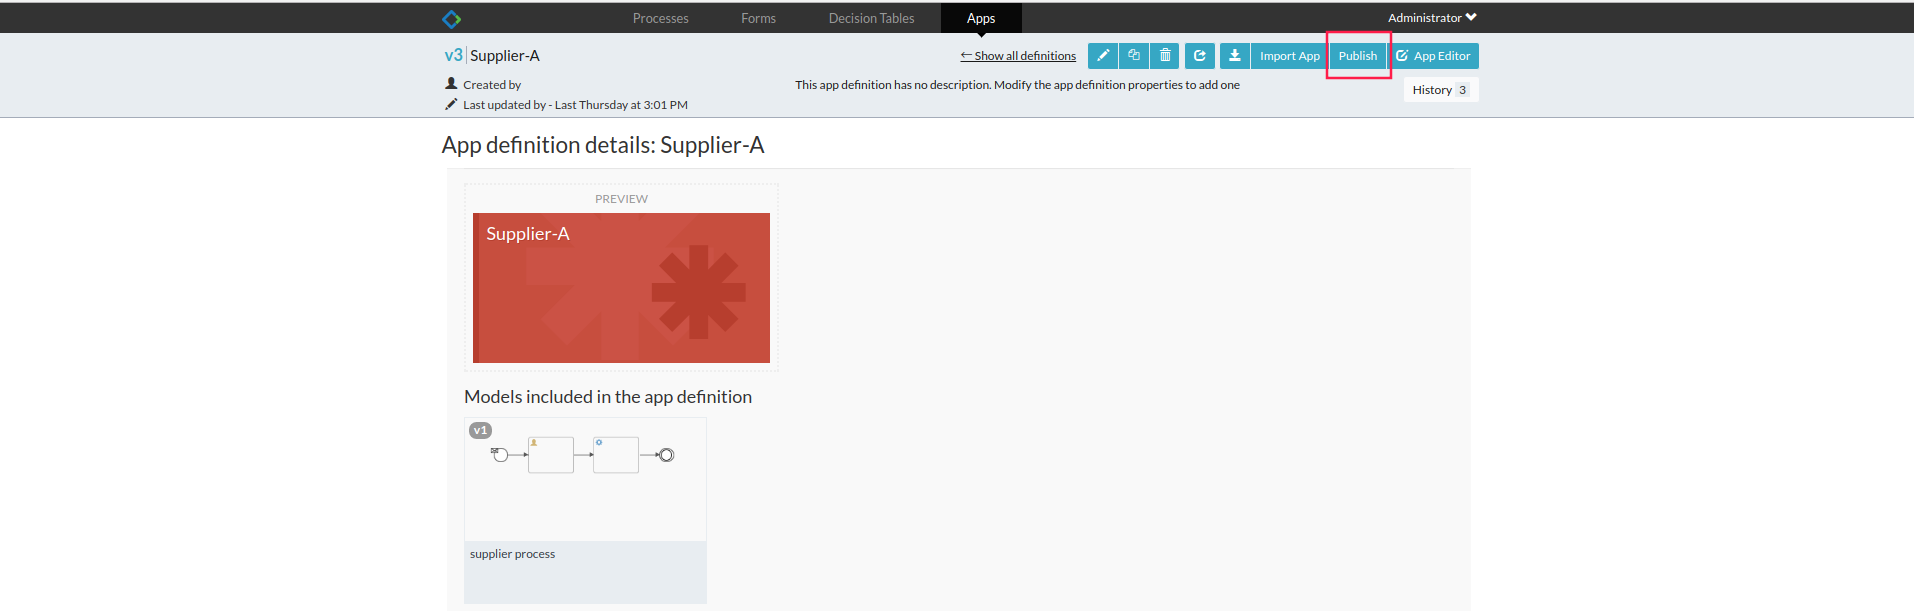 Processes Forms Decision Tables Apps Administrator
v3 Supplier-A ← Show all definitions Import App Publish App Editor
Created by This app definition has no description. Modify the app definition properties to add one History 3
Last updated by - Last Thursday at 3:01 PM
App definition details: Supplier-A
PREVIEW
Supplier-A
Models included in the app definition
v1
supplier process